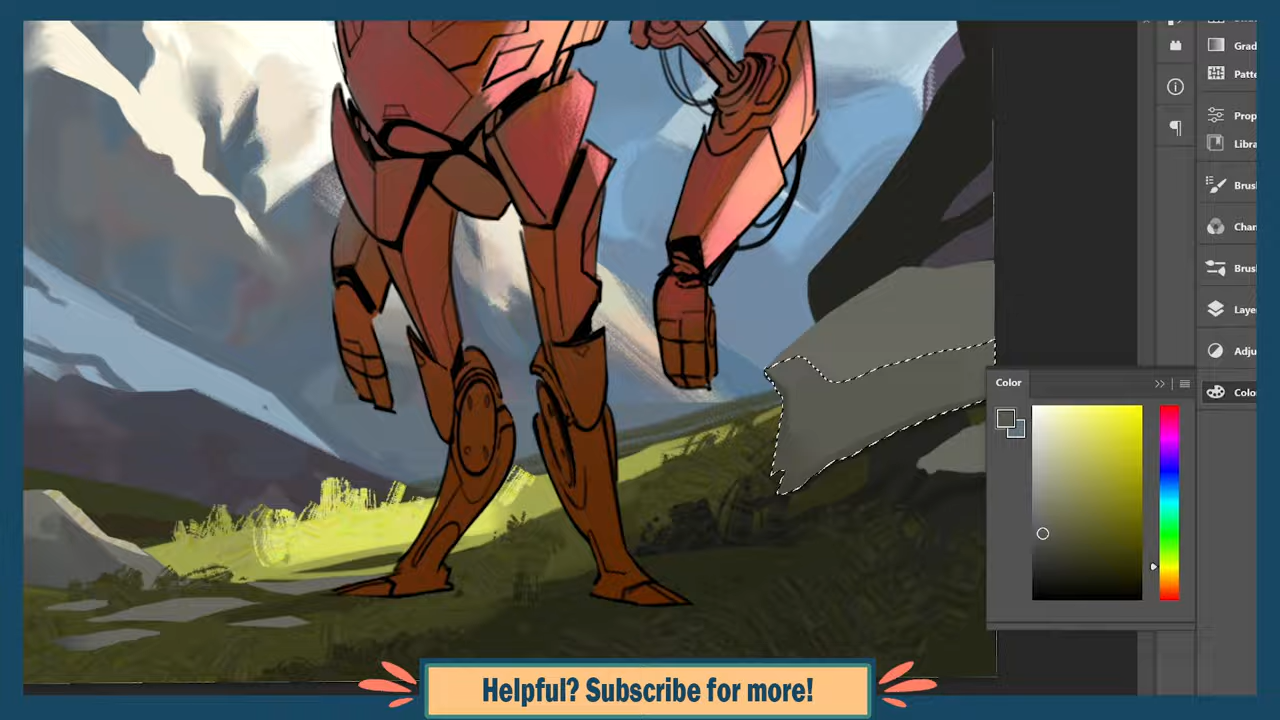 Grad
Patte
Prop
Libra
Brus
Chan
Brus
Laye
Adju
Colo
Color
Helpful? Subscribe for more!